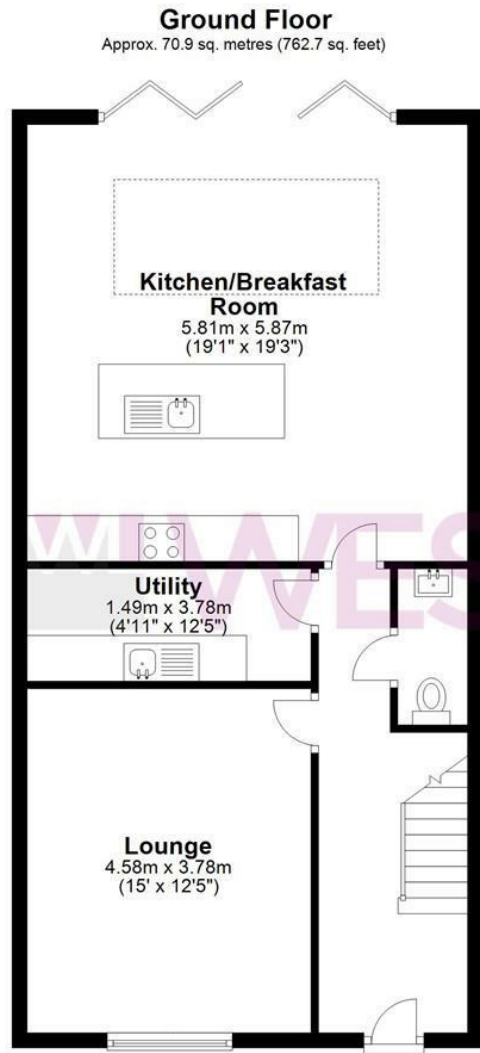 Ground Floor
Approx. 70.9 sq. metres (762.7 sq. feet)
Kitchen/Breakfast
Room
5.81m x 5.87m
(19'1" x 19'3")
WES
Utility
1.49m x 3.78m
(4'11" x 12'5")
Lounge
4.58m x 3.78m
(15' x 12'5")